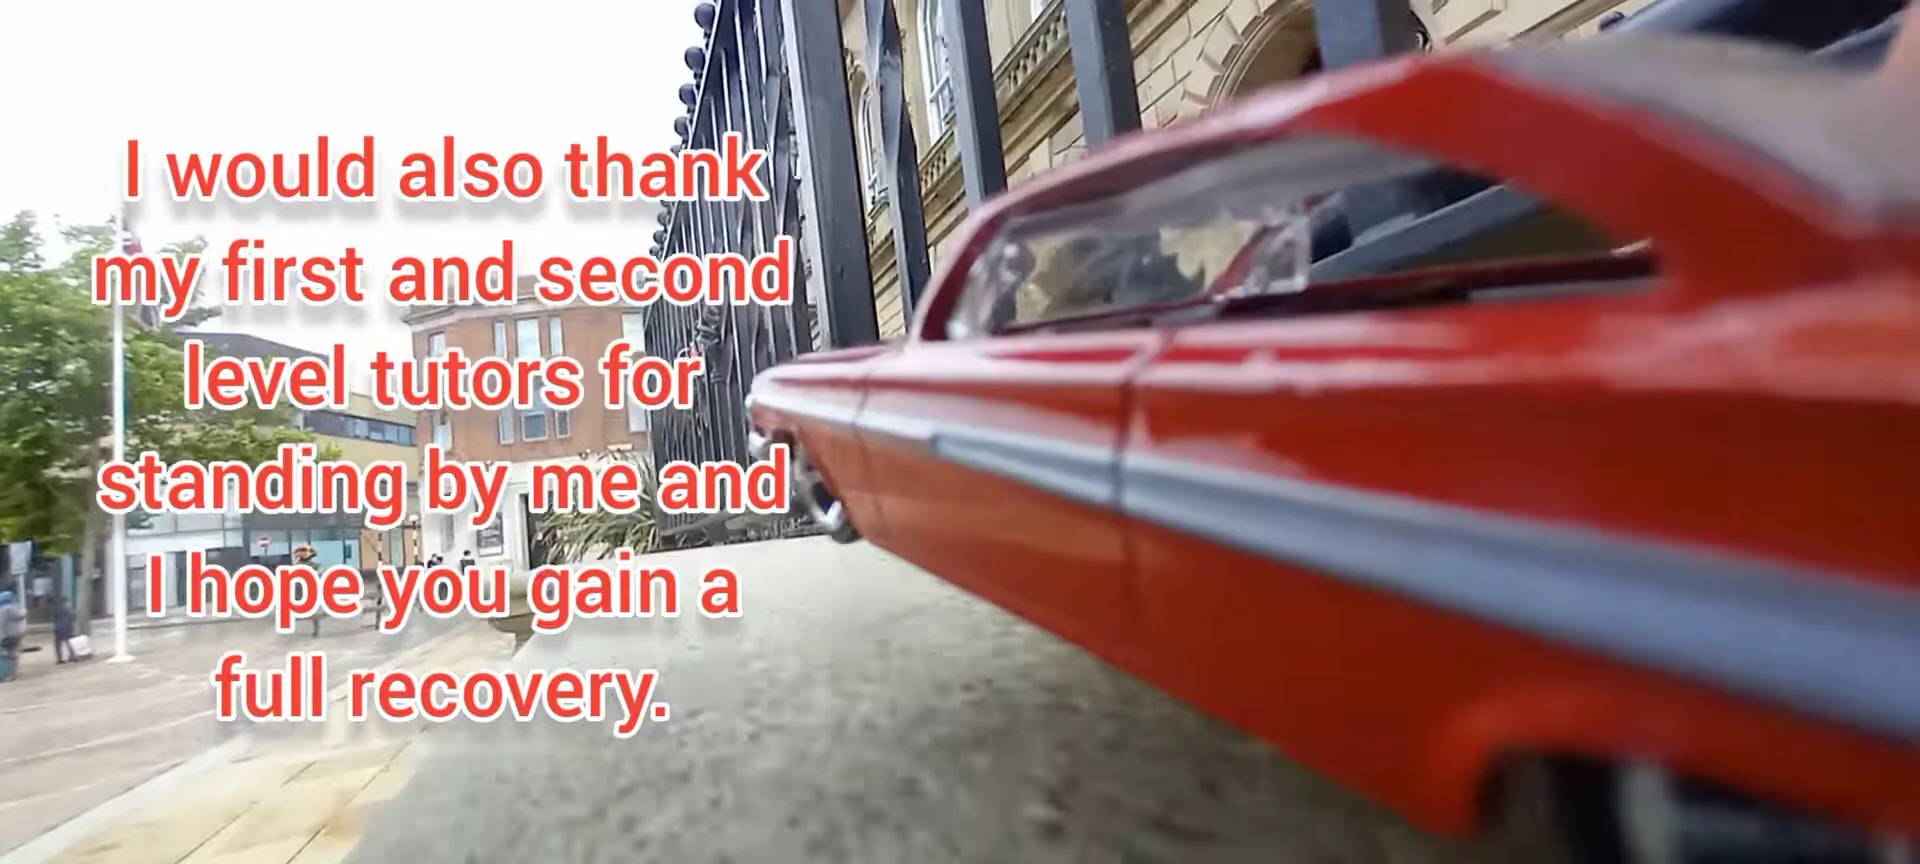 I would also thank
my first and second
level tutors for
standing by me and
I hope you gain a
full recovery.